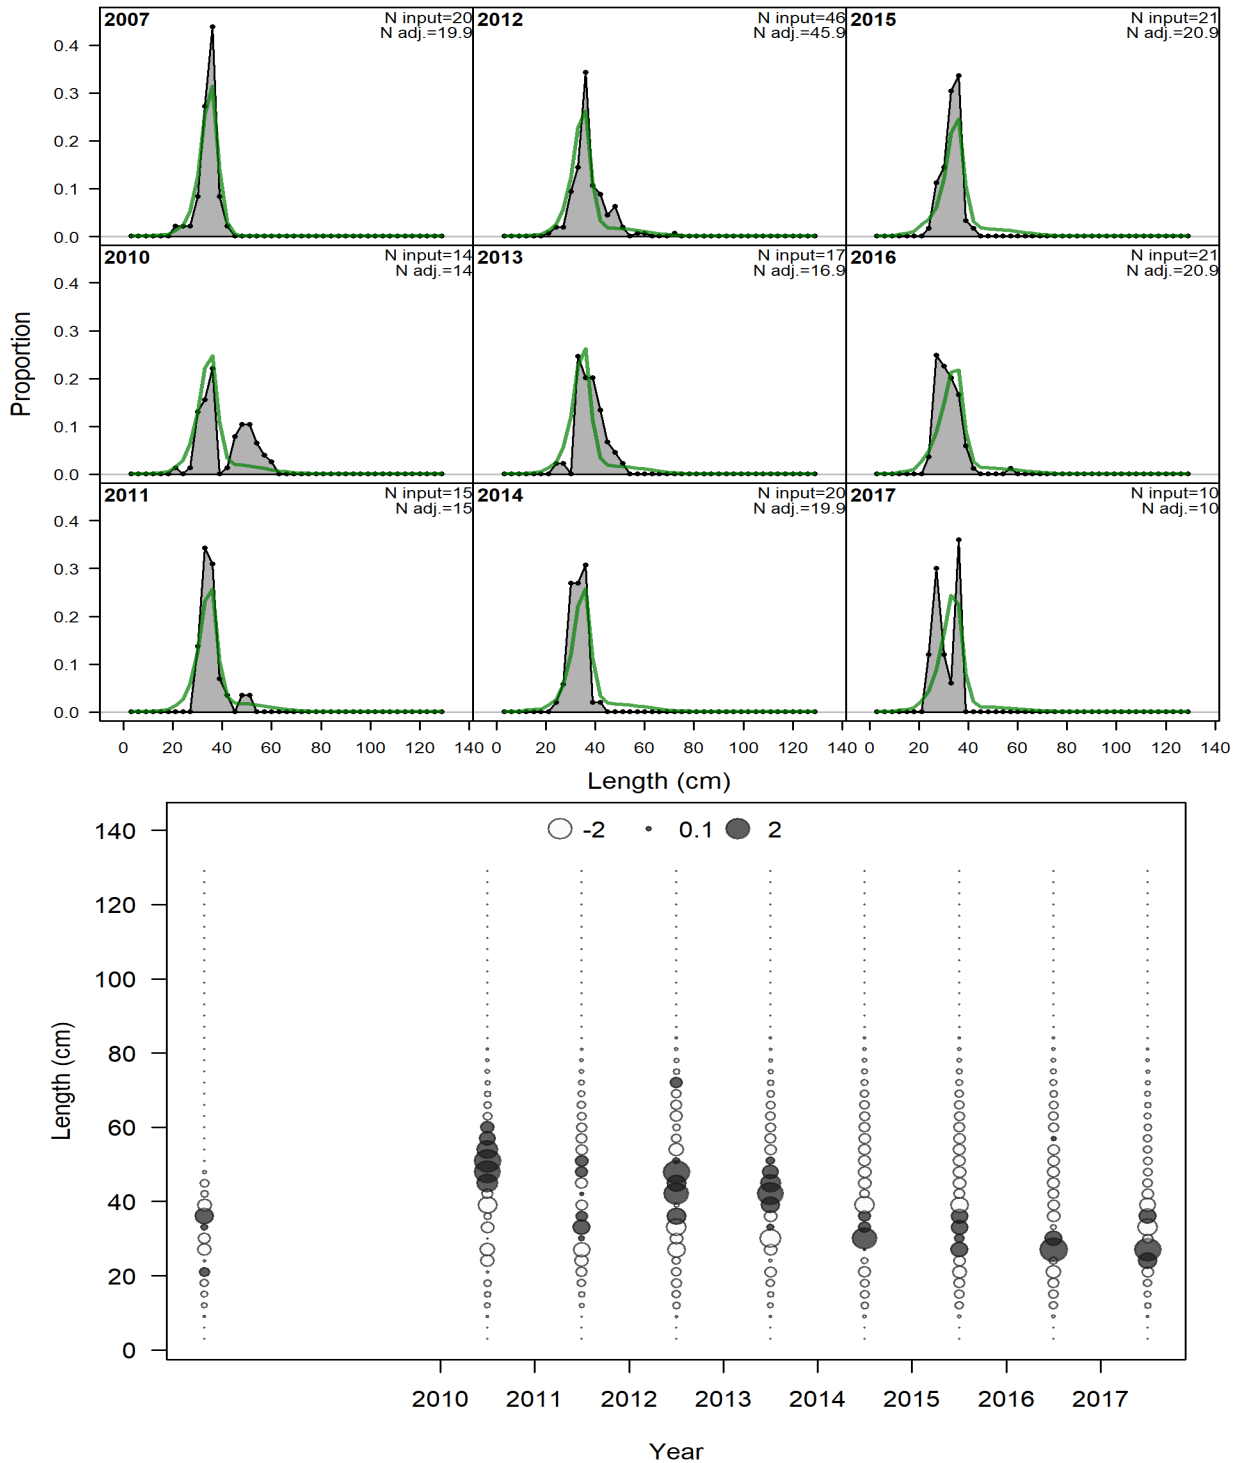 2007
N input=20
N adj.=19.9
2012
N input=46
N adj.=45.9
2015
N input=21
N adj.=20.9
0.4
0.3
0.2
0.1
0.0
2010
N input=14
N adj.=14
2013
N input=17
N adj.=16.9
2016
N input=21
N adj.=20.9
0.4
0.3
0.2
0.1
0.0
Proportion
2011
N input=15
N adj.=15
2014
N input=20
N adj.=19.9
2017
N input=10
N adj.=10
0.4
0.3
0.2
0.1
0.0
0 20 40 60 80 100 120 140 0 20 40 60 80 100 120 140 0 20 40 60 80 100 120 140
Length (cm)
-2 0.1 2
140
120
100
80
60
40
20
0
Length (cm)
2010 2011 2012 2013 2014 2015 2016 2017
Year